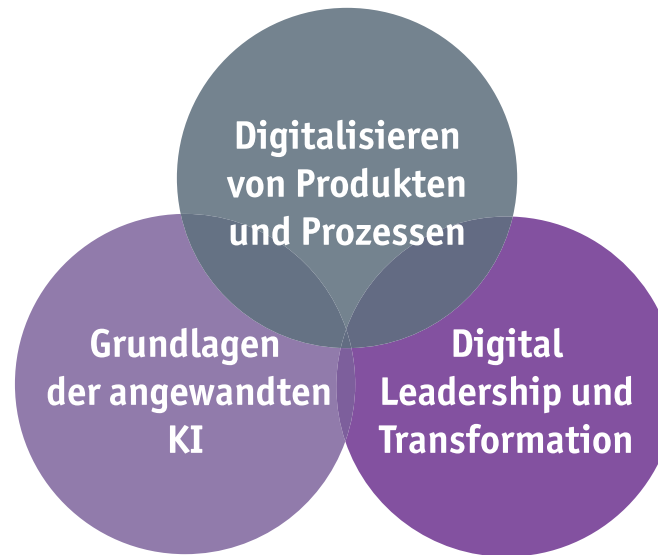 Digitalisieren
von Produkten
und Prozessen
Grundlagen
der angewandten
KI
Digital
Leadership und
Transformation